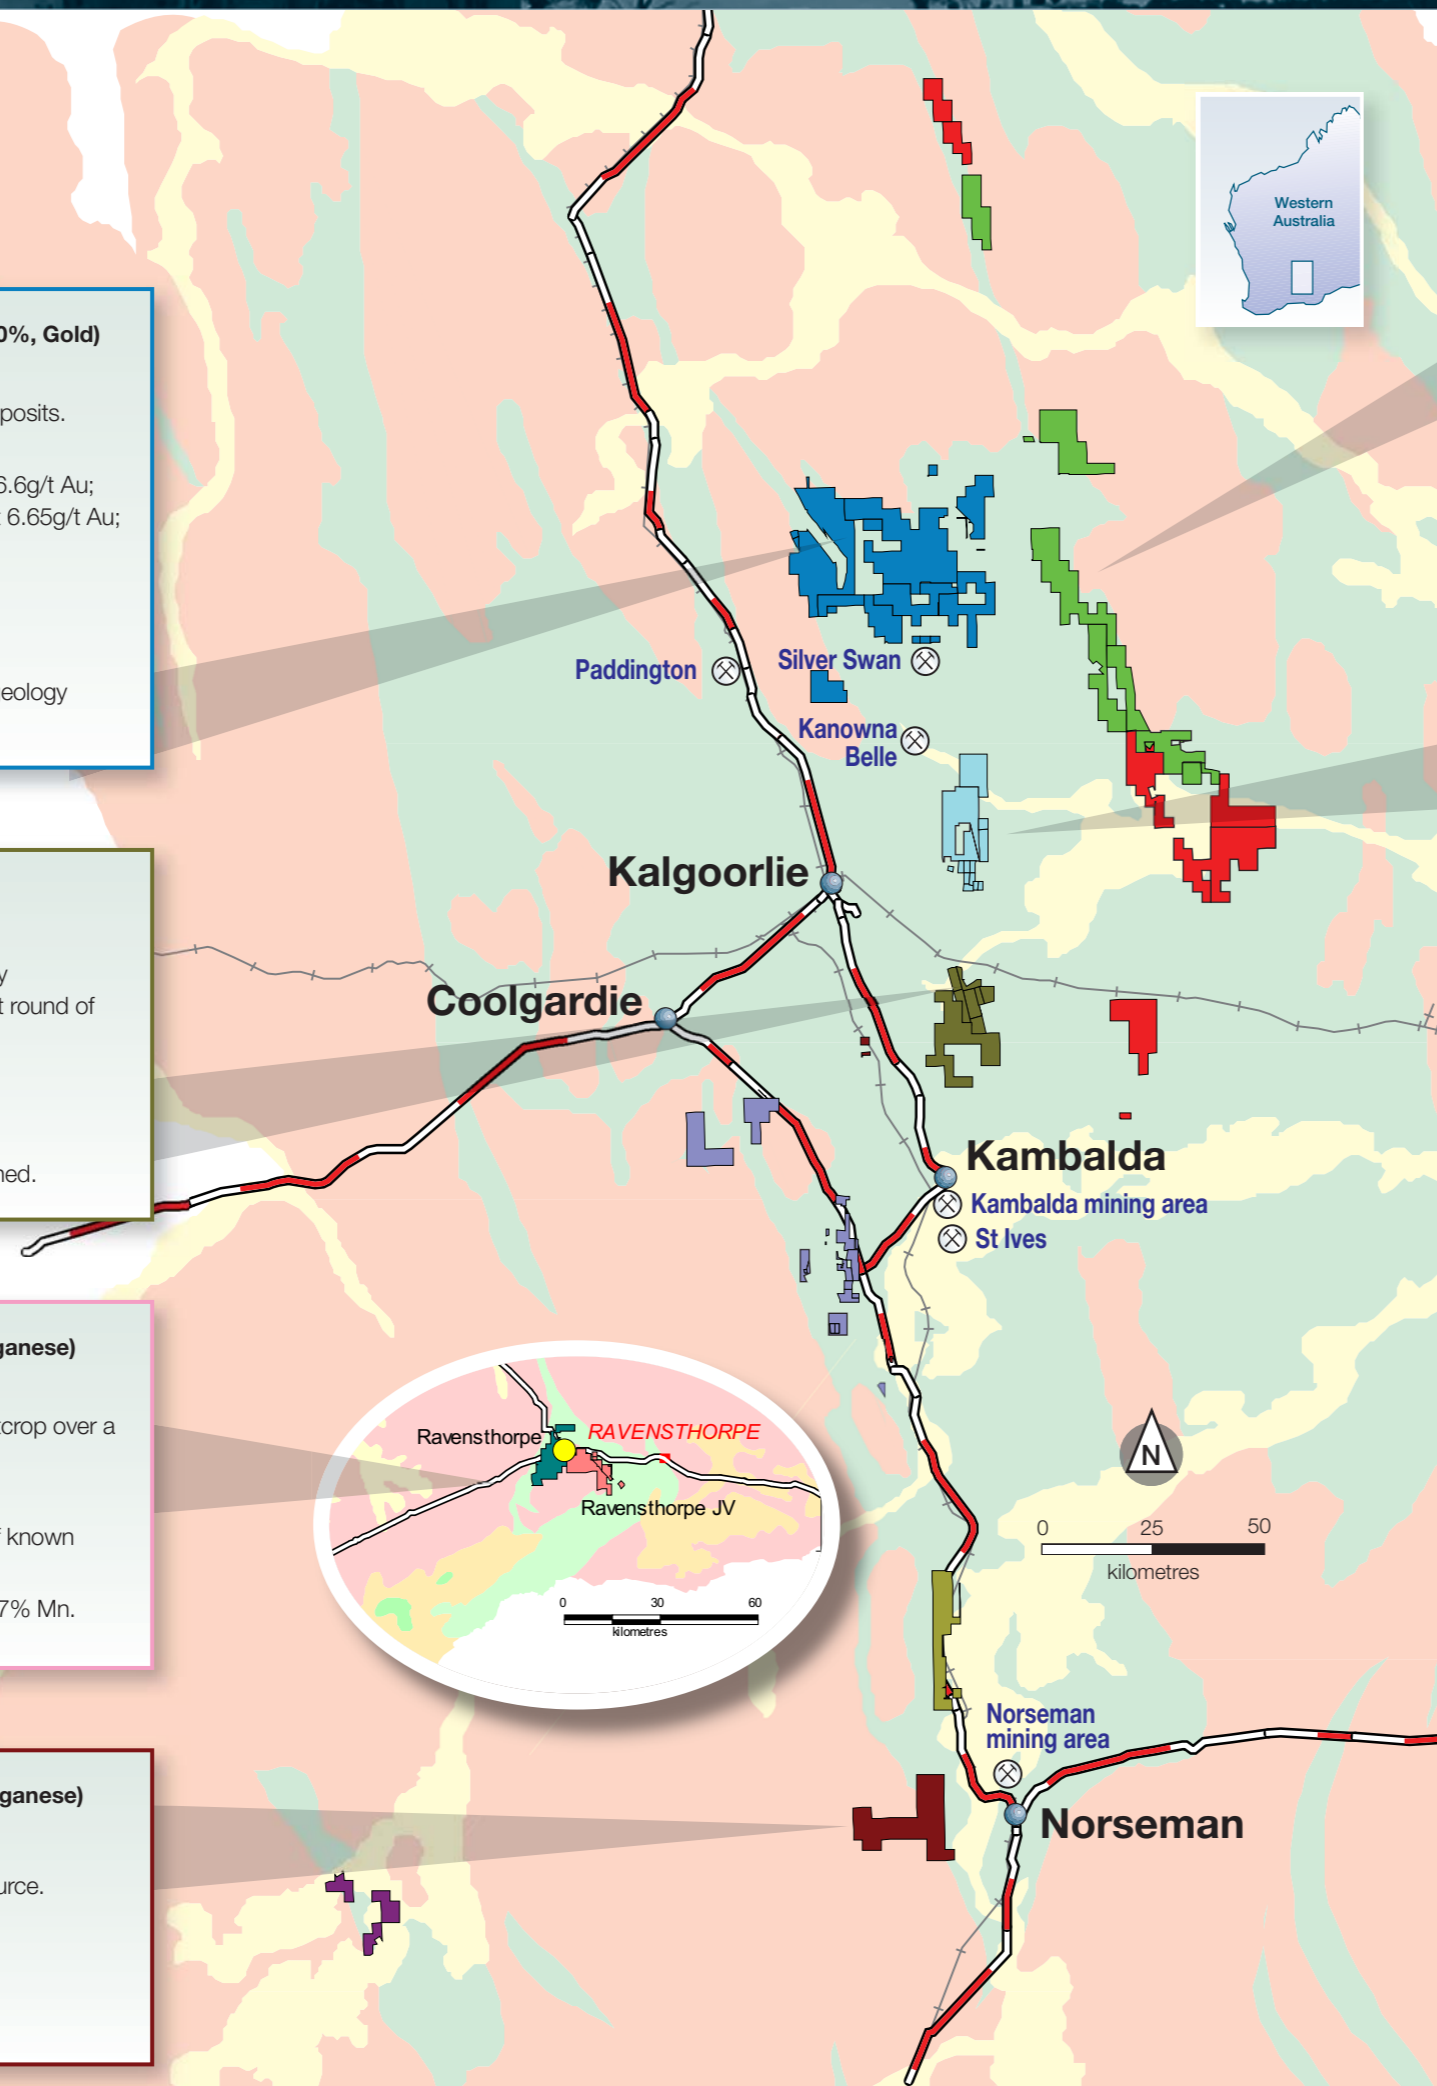 Western
Australia
0%, Gold)
posits.
6.6g/t Au;
6.65g/t Au;
eology
Paddington
Silver Swan
Kanowna
Belle
Kalgoorlie
Coolgardie
y
t round of
ned.
Kambalda
Kambalda mining area
St Ives
ganese)
tcrop over a
f known
7% Mn.
Ravensthorpe
RAVENSTHORPE
Ravensthorpe JV
0 30 60
kilometres
N
0 25 50
kilometres
Norseman
mining area
Norseman
ganese)
urce.